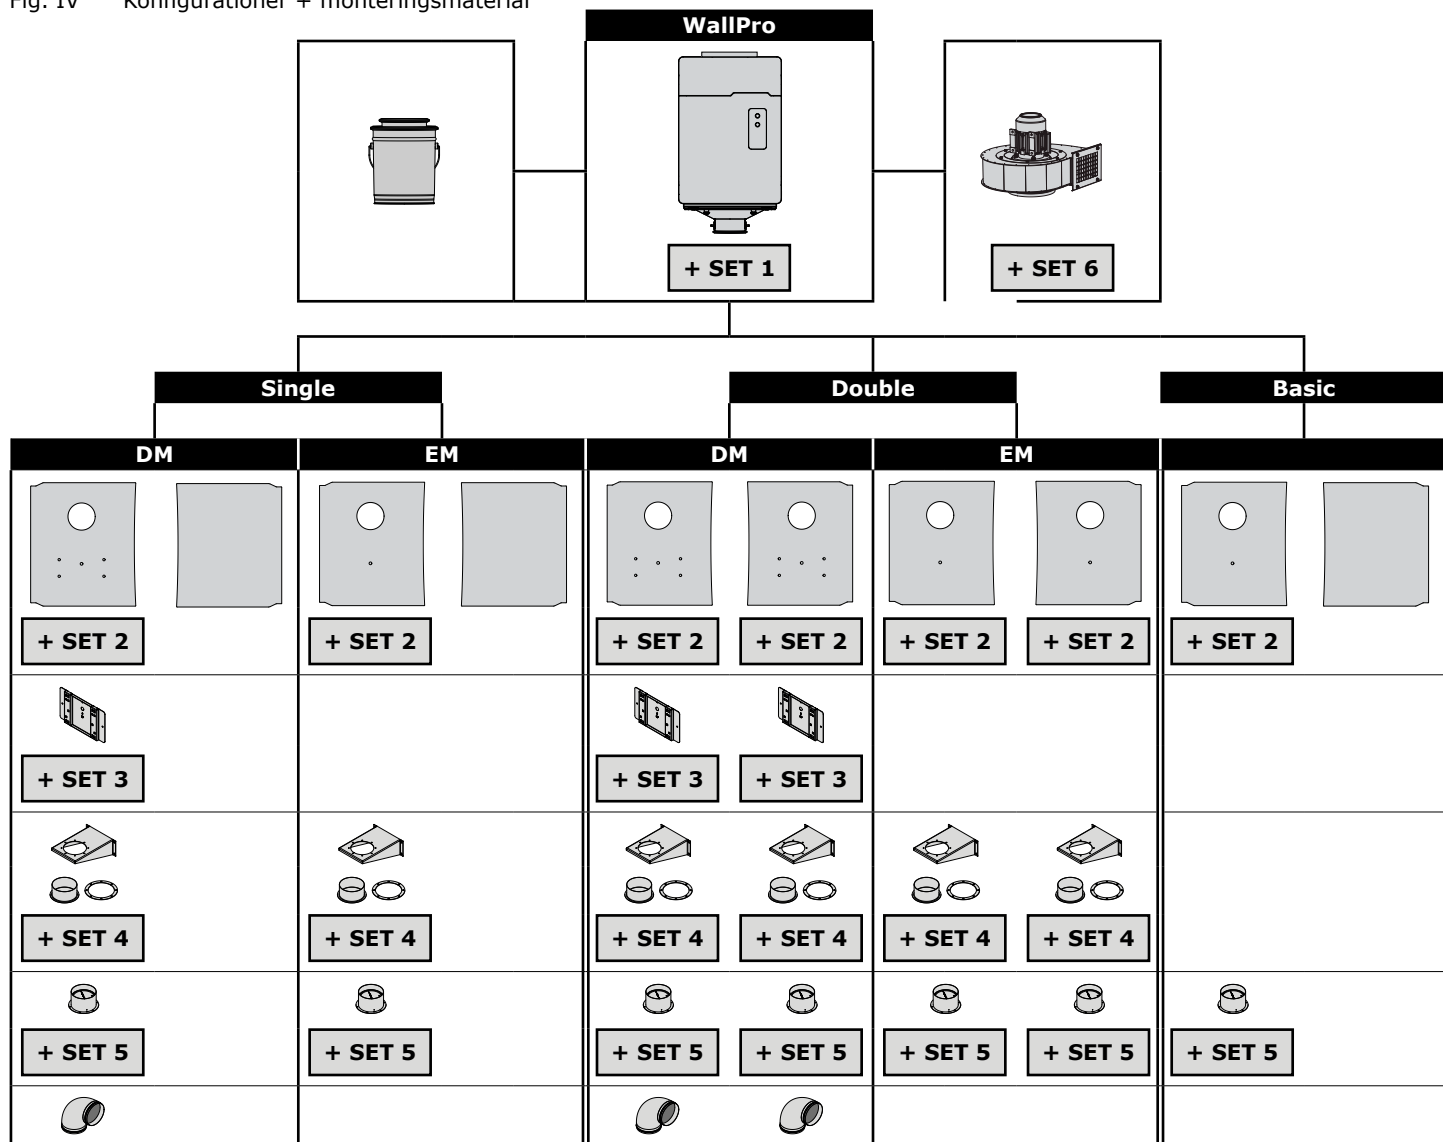 Fig. IV Konfigurationer + monteringsmaterial
WallPro
+ SET 1
+ SET 6
Single
Double
Basic
DM
EM
DM
EM
+ SET 2
+ SET 2
+ SET 2
+ SET 2
+ SET 2
+ SET 2
+ SET 2
+ SET 3
+ SET 3
+ SET 3
+ SET 4
+ SET 4
+ SET 4
+ SET 4
+ SET 4
+ SET 4
+ SET 5
+ SET 5
+ SET 5
+ SET 5
+ SET 5
+ SET 5
+ SET 5